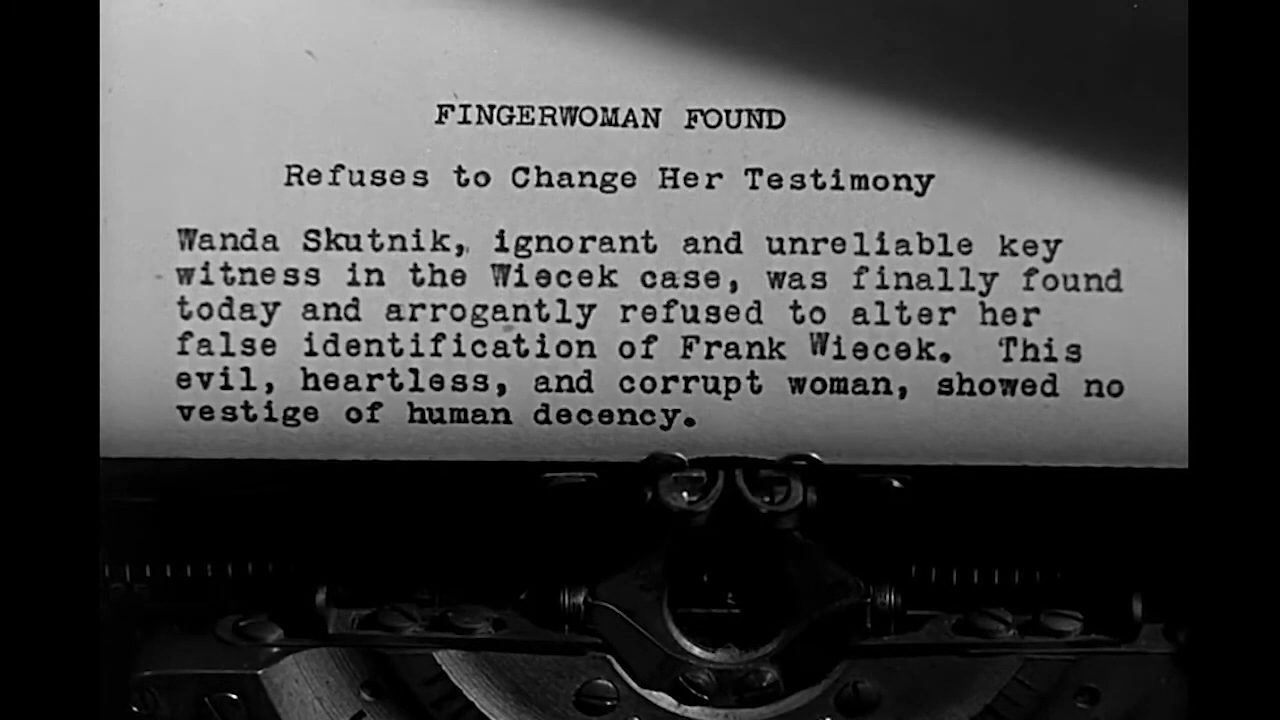 FINGERWOMAN FOUND
Refuses to Change Her Testimony
Wanda Skutnik, ignorant and unreliable key
witness in the Wiecek case, was finally found
today and arrogantly refused to alter her
false identification of Frank Wiecek. This
evil, heartless, and corrupt woman, showed no
vestige of human decency.